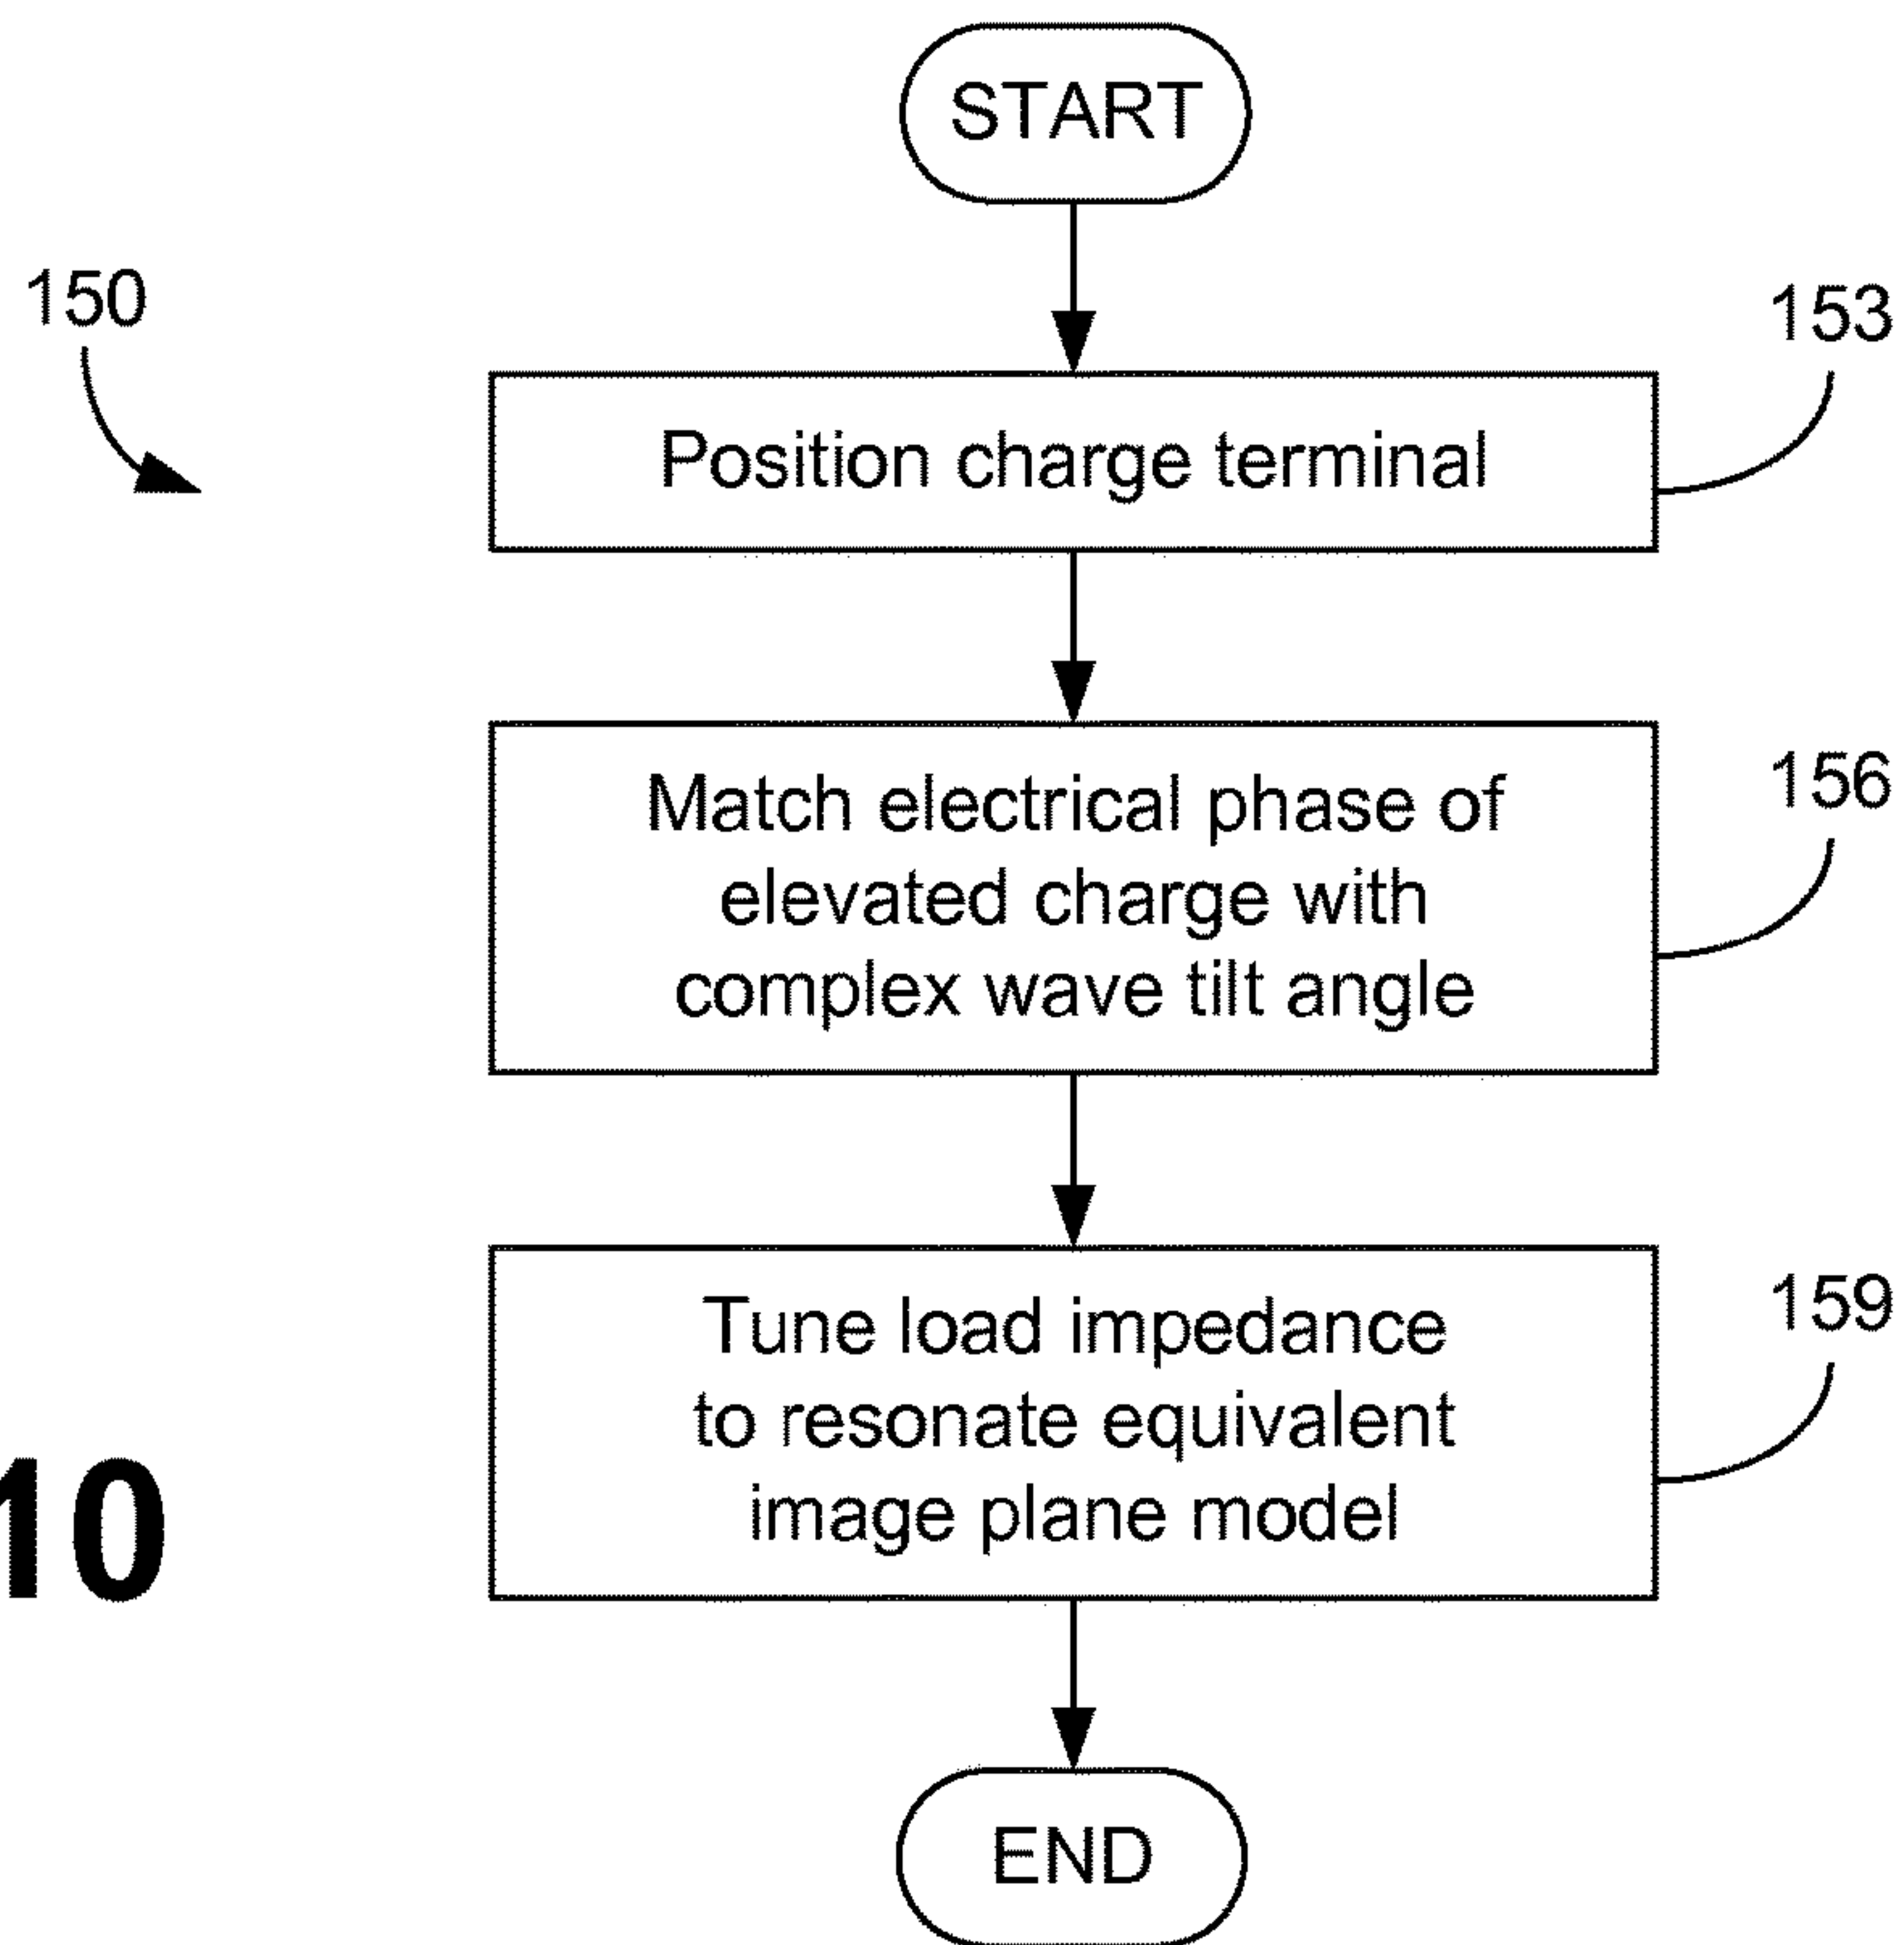 START
150
153
Position charge terminal
156
Match electrical phase of
elevated charge with
complex wave tilt angle
159
Tune load impedance
to resonate equivalent
image plane model
10
END